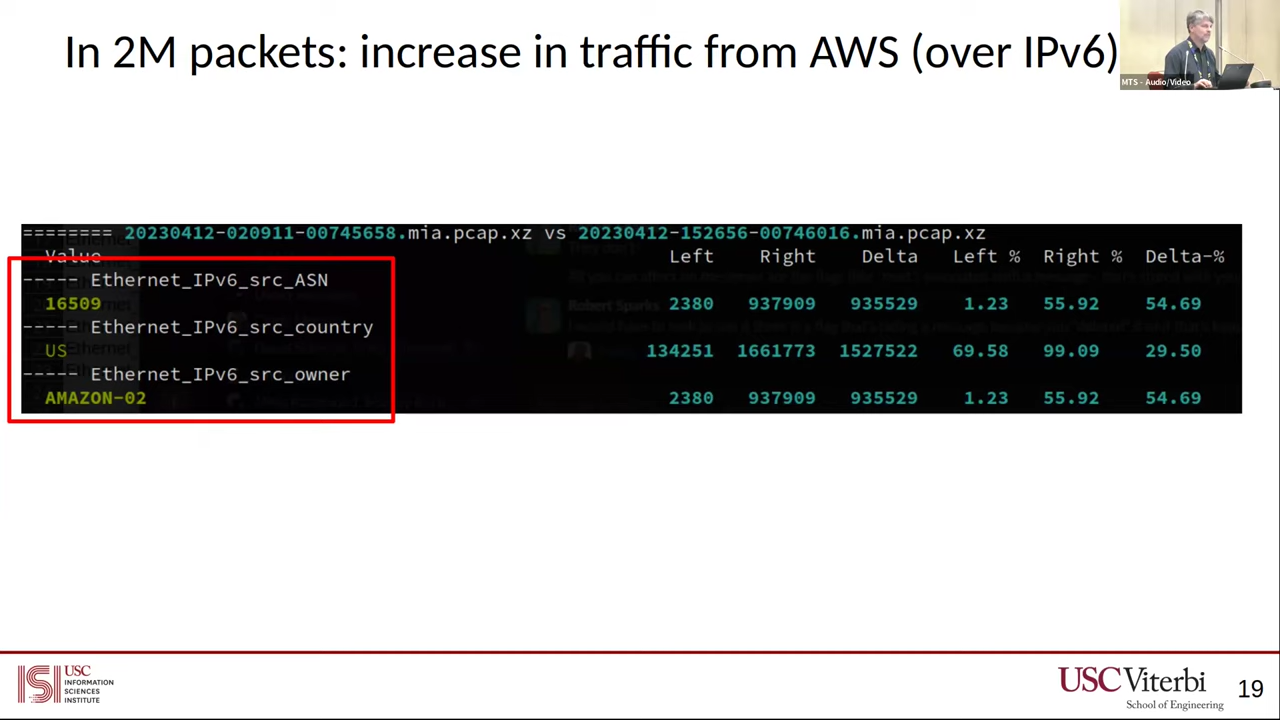 In 2M packets: increase in traffic from AWS (over IPv6)
MTS - Audio/Video
======== 20230412-020911-00745658.mia.pcap.xz vs 20230412-152656-00746016.mia.pcap.xz
Value Left Right Delta Left % Right % Delta-%
----- Ethernet_IPv6_src_ASN
16509 2380 937909 935529 1.23 55.92 54.69
----- Ethernet_IPv6_src_country
US 134251 1661773 1527522 69.58 99.09 29.50
----- Ethernet_IPv6_src_owner
AMAZON-02 2380 937909 935529 1.23 55.92 54.69
Robert Sparks
ISI USC
INFORMATION
SCIENCES
INSTITUTE
USC Viterbi
School of Engineering
19